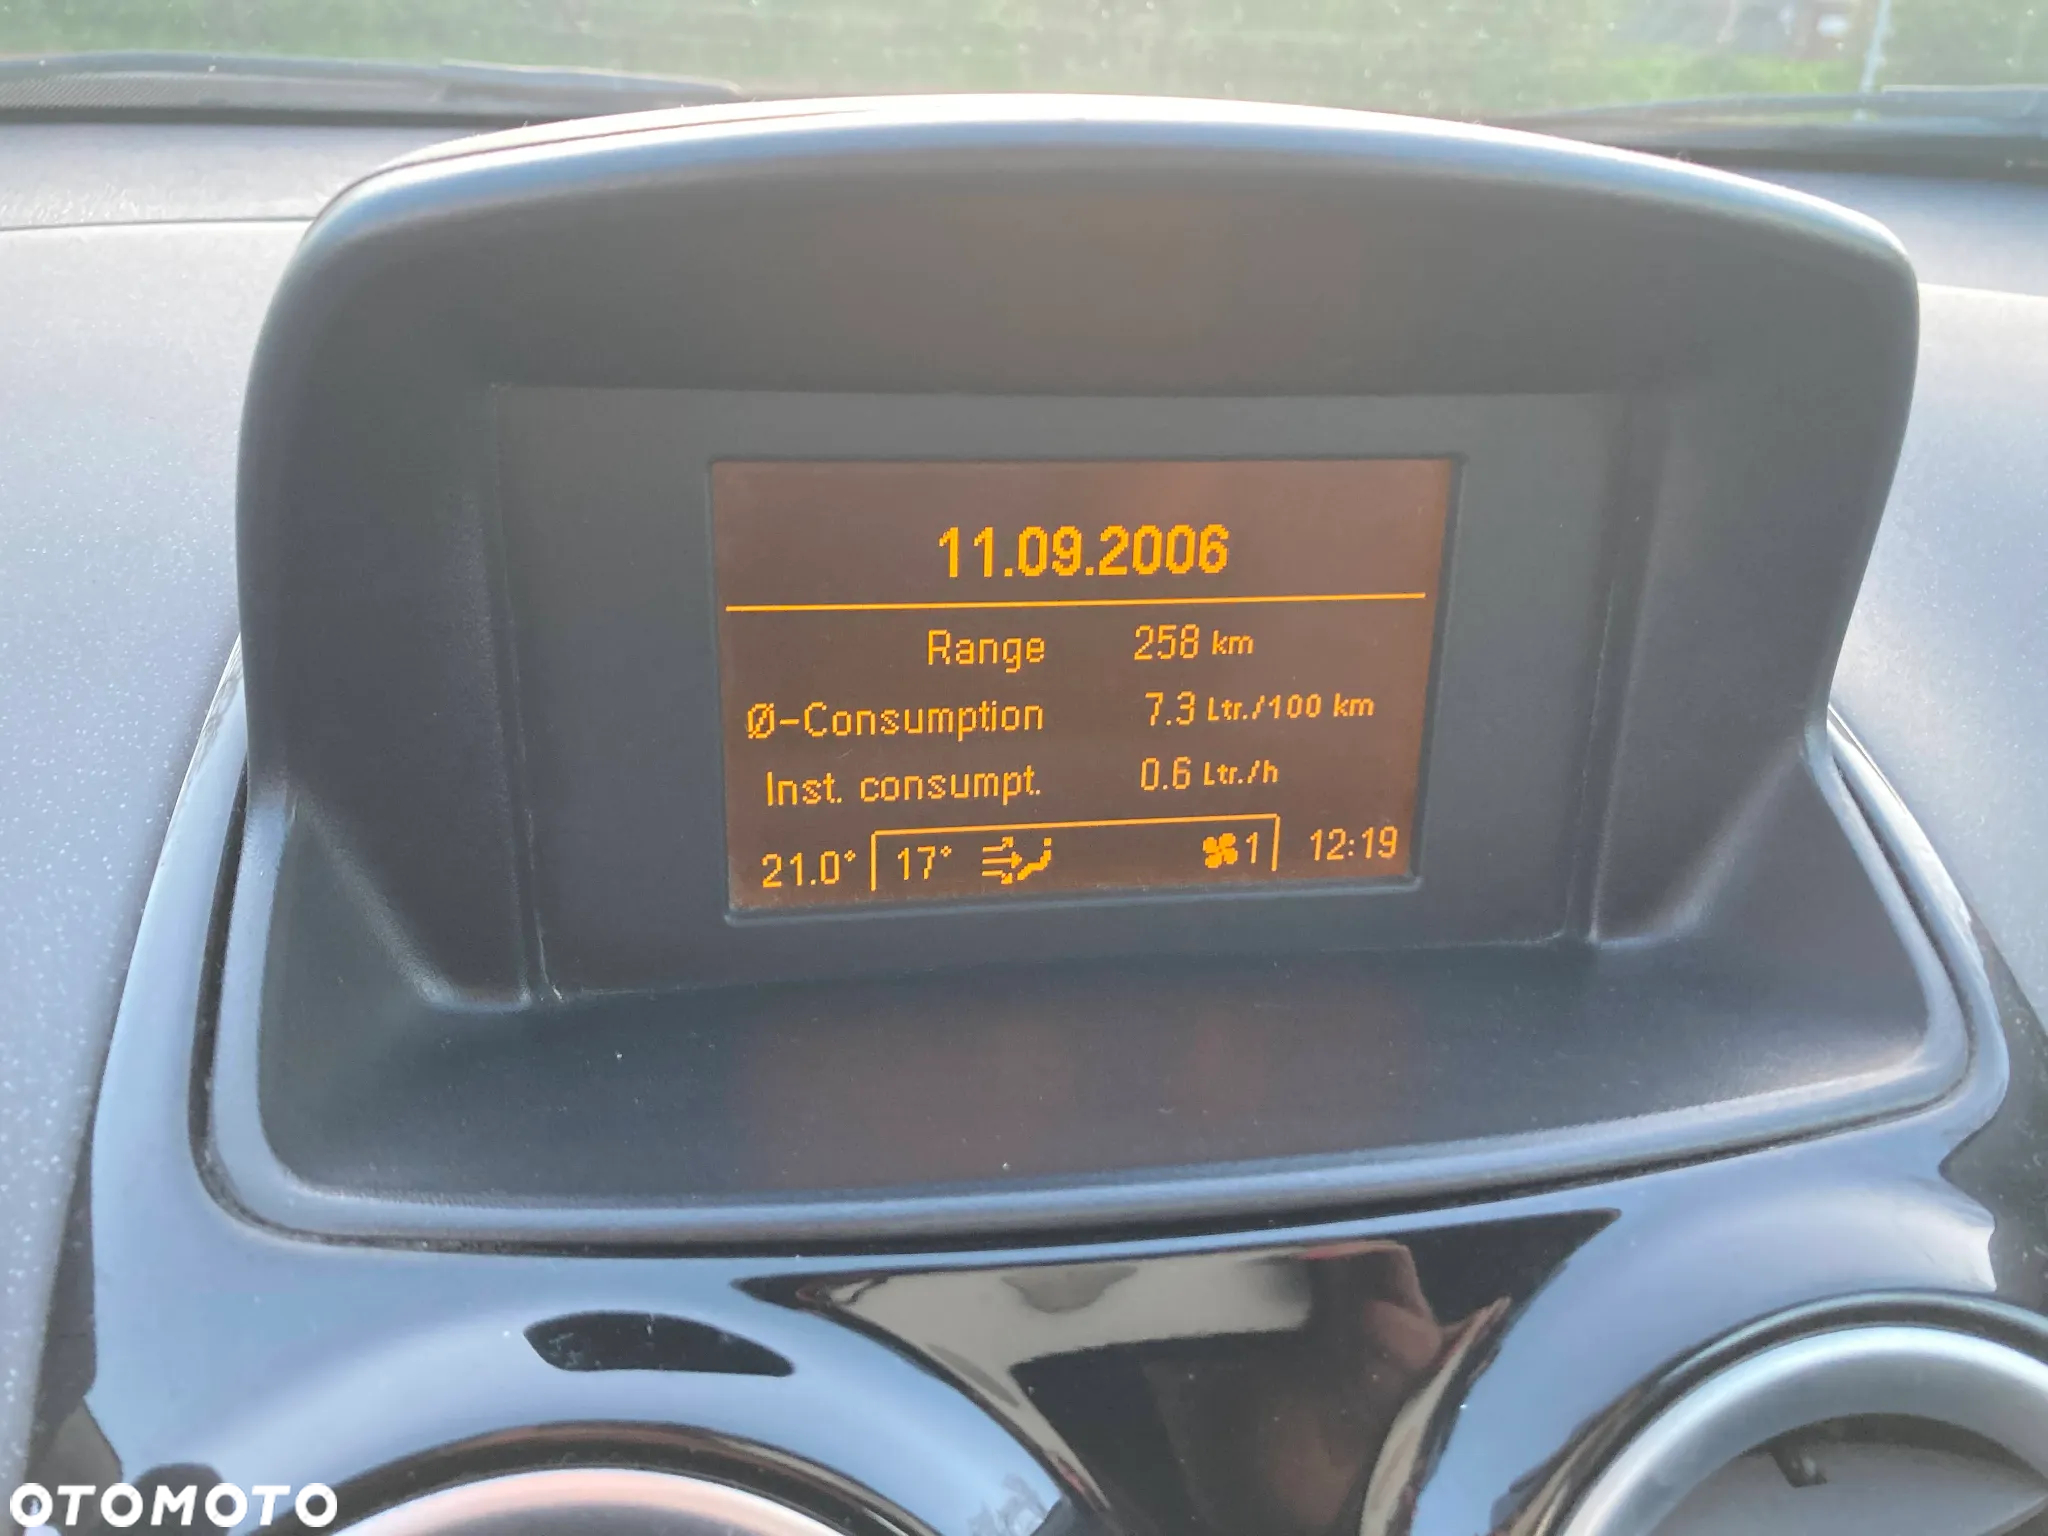 11.09.2006
Range 258 km
Ø-Consumption 7.3 Ltr./100 km
Inst. consumpt. 0.6 Ltr./h
21.0° 17° 1 12:19
OTOMOTO